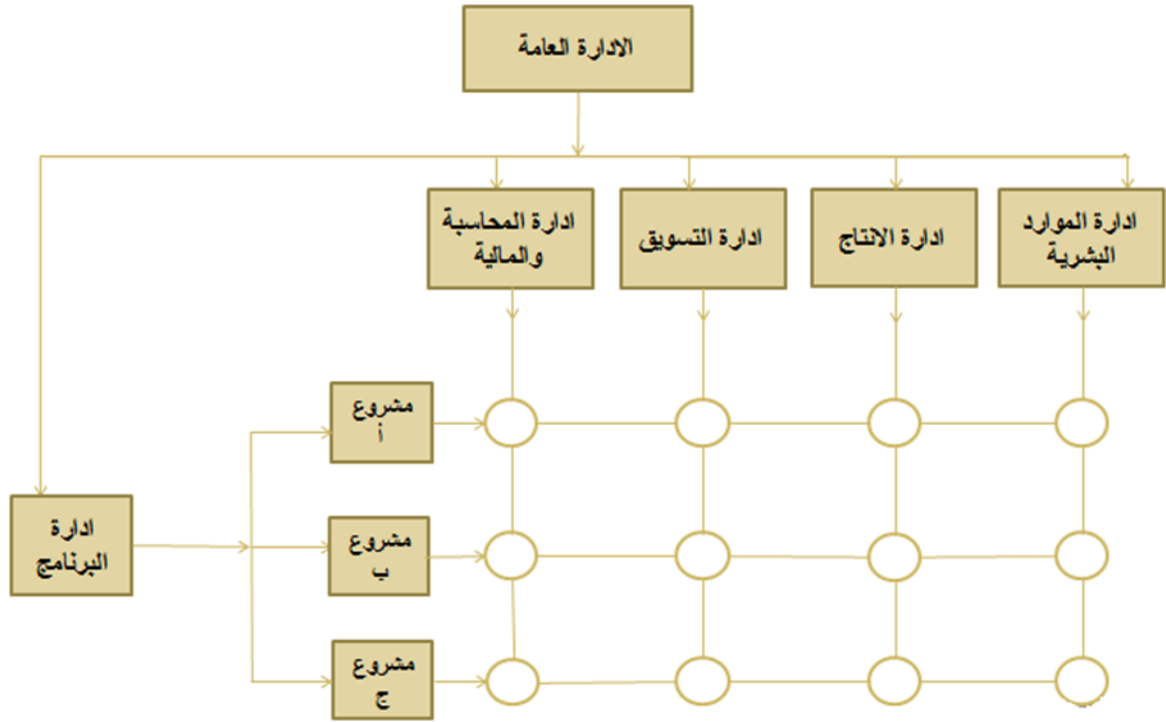 الادارة العامة
ادارة الموارد
البشرية
ادارة الانتاج
ادارة التسويق
ادارة المحاسبة
والمالية
مشروع
أ
مشروع
ب
مشروع
ج
ادارة
البرنامج